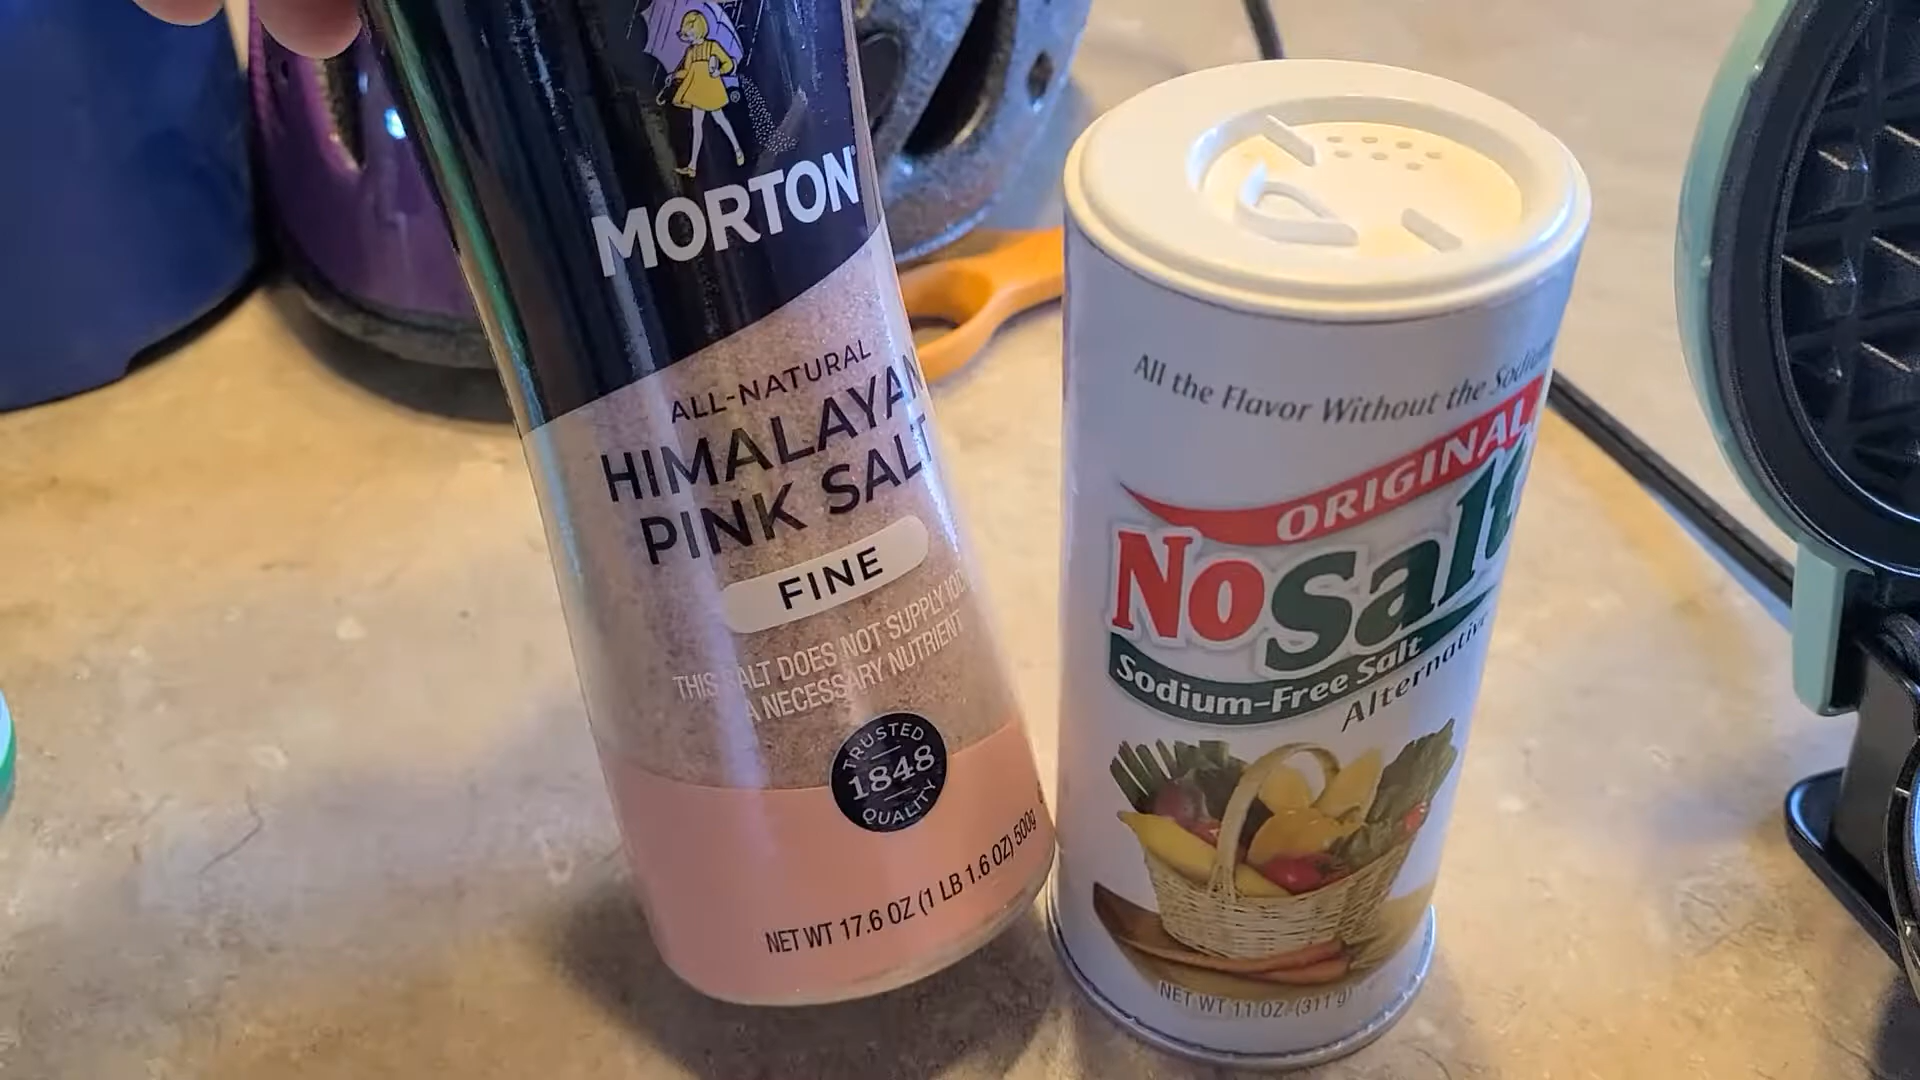 MORTON
ALL-NATURAL
HIMALAYAN
PINK SALT
FINE
THIS SALT DOES NOT SUPPLY
A NECESSARY NUTRIENT
TRUSTED
1848
QUALITY
NET WT 17.6 OZ (1 LB 1.6 OZ) 500g
All the Flavor Without the Sodium
ORIGINAL
NoSalt
Sodium-Free Salt
Alternative
NET WT 11 OZ. (311 g)